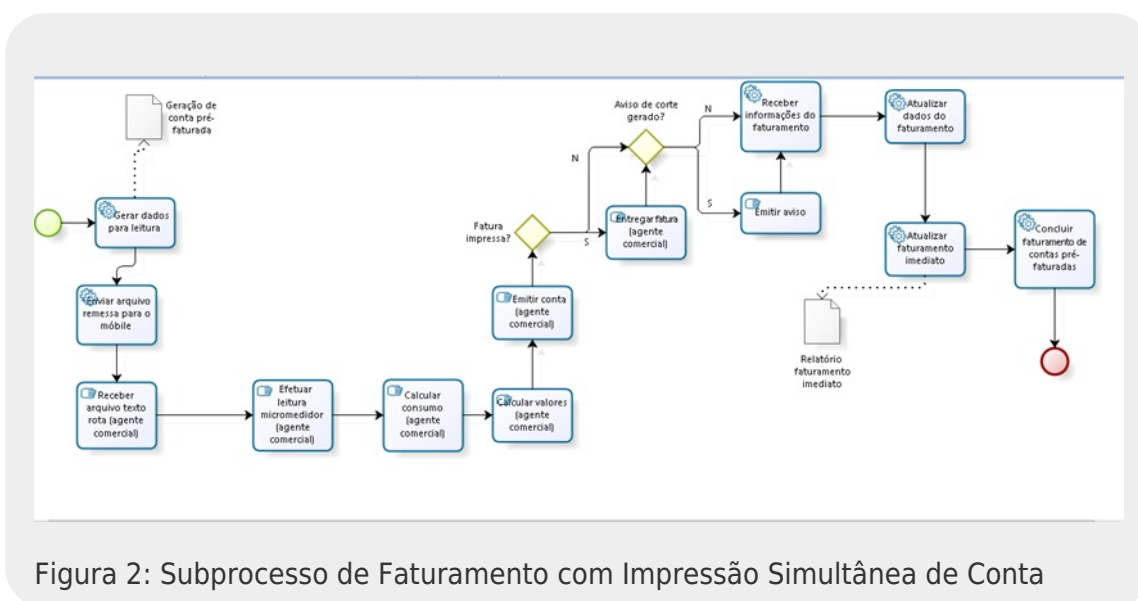 Geração de
conta pré-
faturada
Gerar dados
para leitura
Enviar arquivo
remessa para o
móbile
Receber
arquivo texto
rota (agente
comercial)
Efetuar
leitura
micromedidor
(agente
comercial)
Calcular
consumo
(agente
comercial)
Calcular valores
(agente
comercial)
Emitir conta
(agente
comercial)
Fatura
impressa?
N
S
Entregar fatura
(agente
comercial)
Aviso de corte
gerado?
N
S
Receber
informações do
faturamento
Emitir aviso
Atualizar
dados do
faturamento
Atualizar
faturamento
imediato
Relatório
faturamento
imediato
Concluir
faturamento de
contas pré-
faturadas
Figura 2: Subprocesso de Faturamento com Impressão Simultânea de Conta